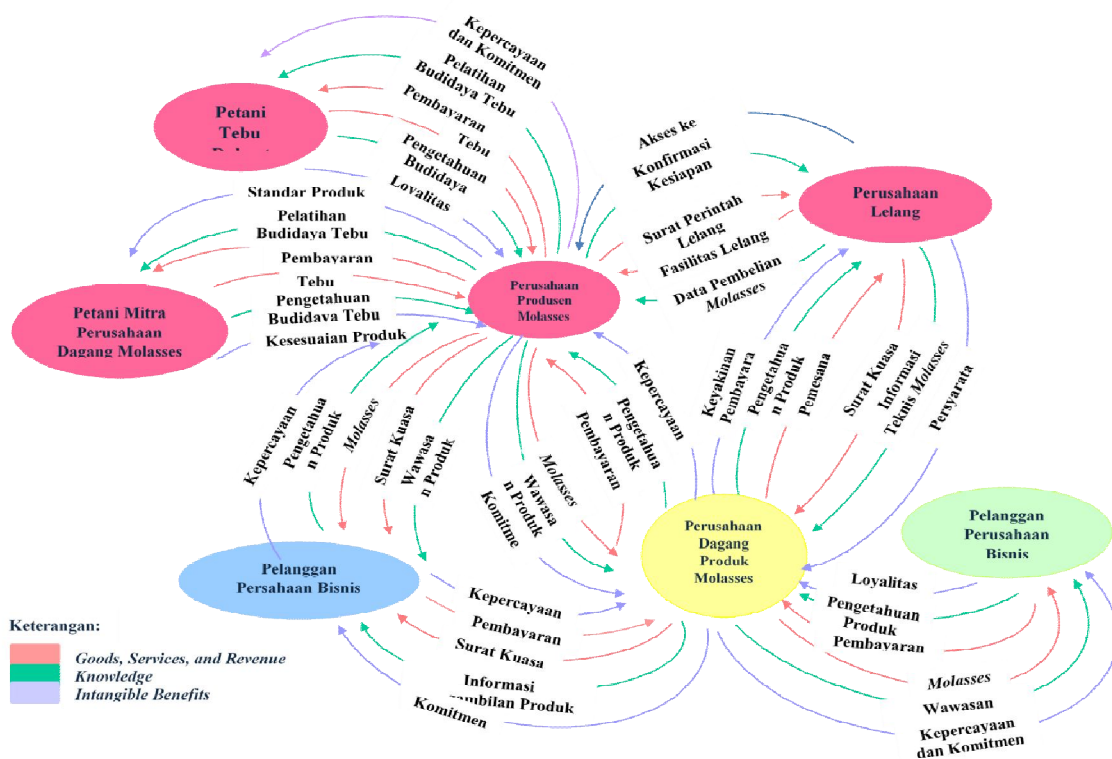 Kepercayaan
dan Komitmen
Pelatihan
Budidaya Tebu
Pembayaran
Tebu
Pengetahuan
Budidaya
Loyalitas
Petani
Tebu
Akses ke
Konfirmasi
Kesiapan
Surat Perintah
Lelang
Fasilitas Lelang
Data Pembelian
Molasses
Perusahaan
Lelang
Standar Produk
Pelatihan
Budidaya Tebu
Pembayaran
Tebu
Pengetahuan
Budidaya Tebu
Kesesuaian Produk
Petani Mitra
Perusahaan
Dagang Molasses
Perusahaan
Produsen
Molasses
Kepercayaan
Pengetahua
n Produk
Molasses
Surat Kuasa
Wawasa
n Produk
Komitme
Wawasa
n Produk
Molasses
Pembayaran
Pengetahua
n Produk
Kepercayaan
Keyakinan
Pembayara
Pengetahua
n Produk
Pemesana
Surat Kuasa
Informasi
Teknis Molasses
Persyarata
Pelanggan
Persahaan Bisnis
Perusahaan
Dagang
Produk
Molasses
Pelanggan
Perusahaan
Bisnis
Kepercayaan
Pembayaran
Surat Kuasa
Informasi
mbilan Produk
Komitmen
Loyalitas
Pengetahuan
Produk
Pembayaran
Molasses
Wawasan
Kepercayaan
dan Komitmen
Keterangan:
Goods, Services, and Revenue
Knowledge
Intangible Benefits